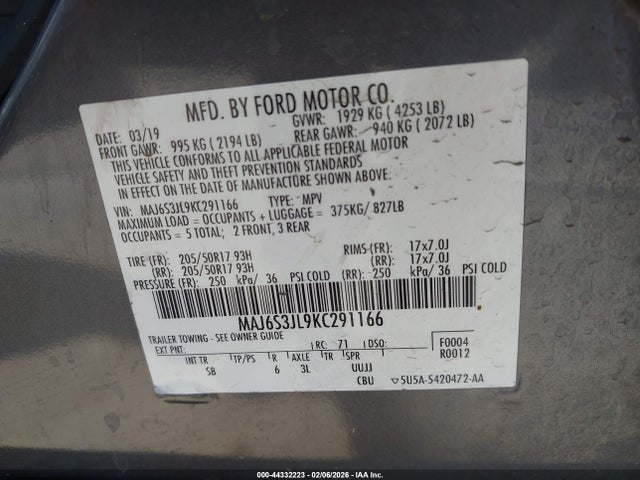 MFD. BY FORD MOTOR CO.
DATE: 03/19 GVWR: 1929 KG ( 4253 LB)
FRONT GAWR: 995 KG ( 2194 LB) REAR GAWR: 940 KG ( 2072 LB)
THIS VEHICLE CONFORMS TO ALL APPLICABLE FEDERAL MOTOR
VEHICLE SAFETY AND THEFT PREVENTION STANDARDS
IN EFFECT ON THE DATE OF MANUFACTURE SHOWN ABOVE.
VIN: MAJ6S3JL9KC291166 TYPE: MPV
MAXIMUM LOAD = OCCUPANTS + LUGGAGE = 375KG/ 827LB
OCCUPANTS = 5 TOTAL; 2 FRONT, 3 REAR
TIRE (FR): 205/50R17 93H RIMS-(FR): 17x7.0J
(RR): 205/50R17 93H (RR): 17x7.0J
PRESSURE (FR): 250 kPa/ 36 PSI COLD (RR): 250 kPa/ 36 PSI COLD
MAJ6S3JL9KC291166
TRAILER TOWING - SEE OWNER GUIDE
EXT PNT: RC: 71 DSO: F0004
R0012
INT TR TP/PS R AXLE TR SPR
SB 6 3L UUJJ
CBU 5U5A-5420472-AA
000-44332223 - 02/06/2026 - IAAI, Inc.